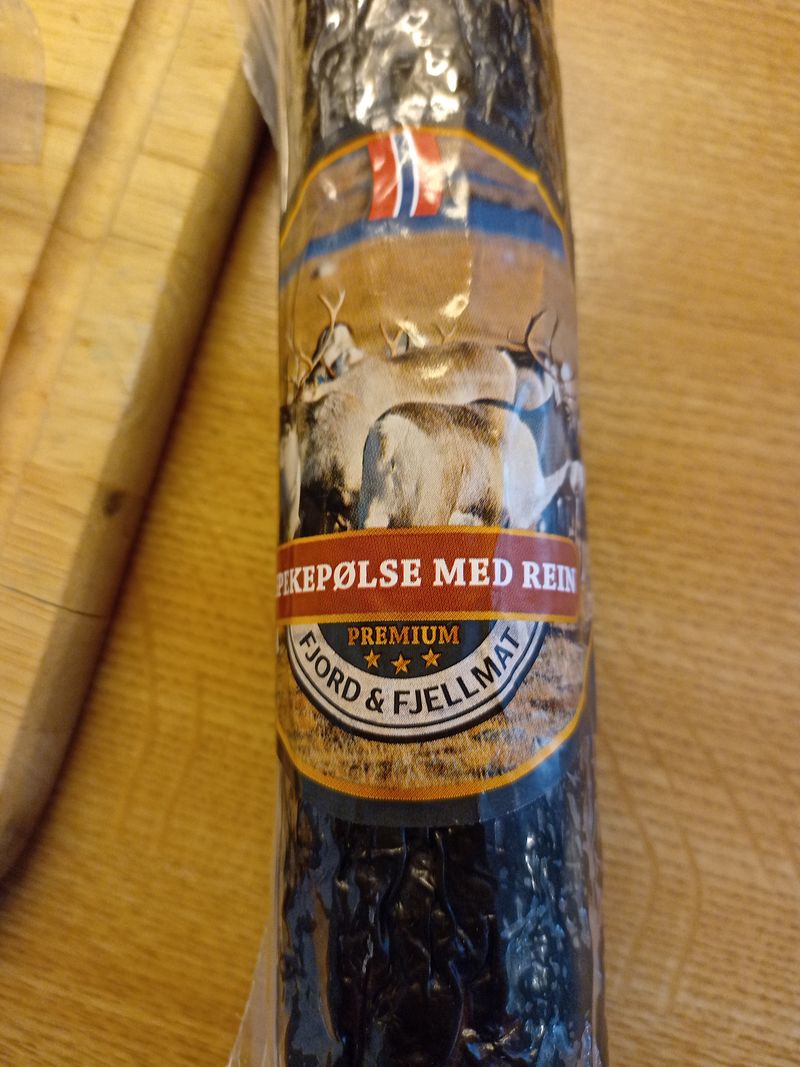 PEKEPØLSE MED REIN
PREMIUM
FJORD & FJELLMAT